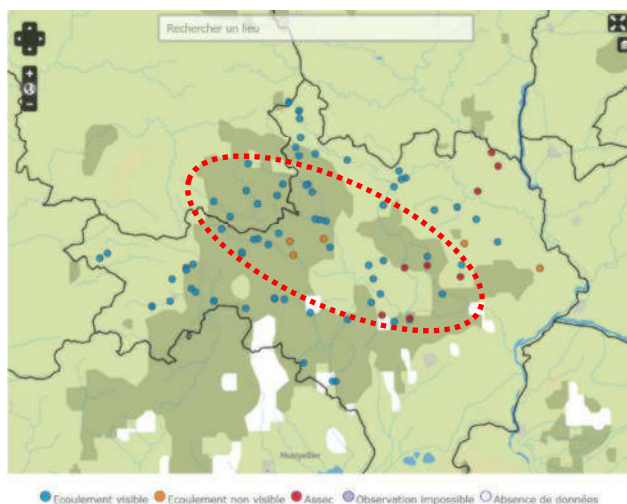 Rechercher un lieu
+
−
Montpellier
Ecoulement visible Ecoulement non visible Assec Observation Impossible Absence de données